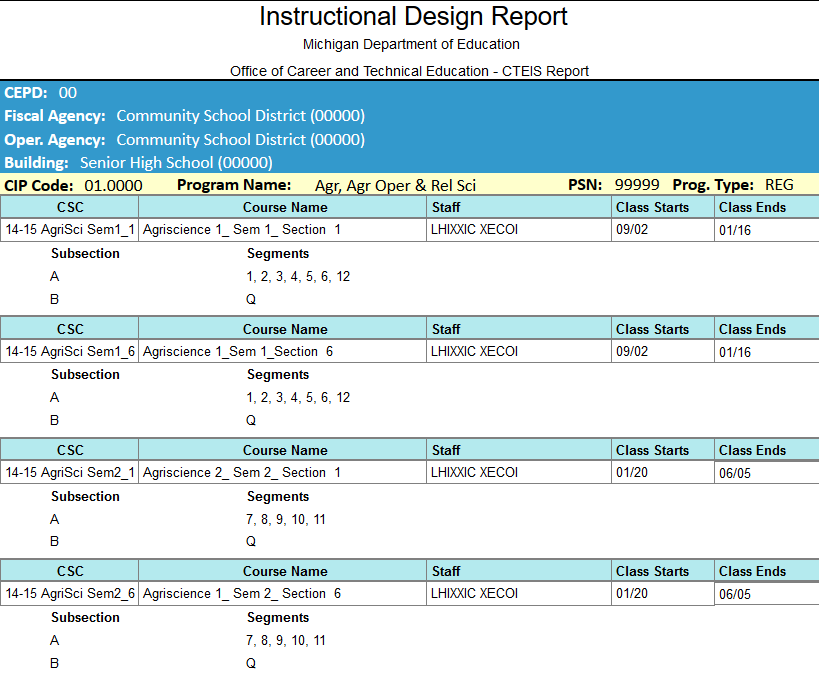 Instructional Design Report
Michigan Department of Education
Office of Career and Technical Education - CTEIS Report
CEPD: 00
Fiscal Agency: Community School District (00000)
Oper. Agency: Community School District (00000)
Building: Senior High School (00000)
CIP Code: 01.0000 Program Name: Agr, Agr Oper & Rel Sci PSN: 99999 Prog. Type: REG
CSC Course Name Staff Class Starts Class Ends
14-15 AgriSci Sem1_1 Agriscience 1_ Sem 1_ Section 1 LHIXXIC XECOI 09/02 01/16
Subsection Segments
A 1, 2, 3, 4, 5, 6, 12
B Q
CSC Course Name Staff Class Starts Class Ends
14-15 AgriSci Sem1_6 Agriscience 1_Sem 1_Section 6 LHIXXIC XECOI 09/02 01/16
Subsection Segments
A 1, 2, 3, 4, 5, 6, 12
B Q
CSC Course Name Staff Class Starts Class Ends
14-15 AgriSci Sem2_1 Agriscience 2_ Sem 2_ Section 1 LHIXXIC XECOI 01/20 06/05
Subsection Segments
A 7, 8, 9, 10, 11
B Q
CSC Course Name Staff Class Starts Class Ends
14-15 AgriSci Sem2_6 Agriscience 1_ Sem 2_ Section 6 LHIXXIC XECOI 01/20 06/05
Subsection Segments
A 7, 8, 9, 10, 11
B Q